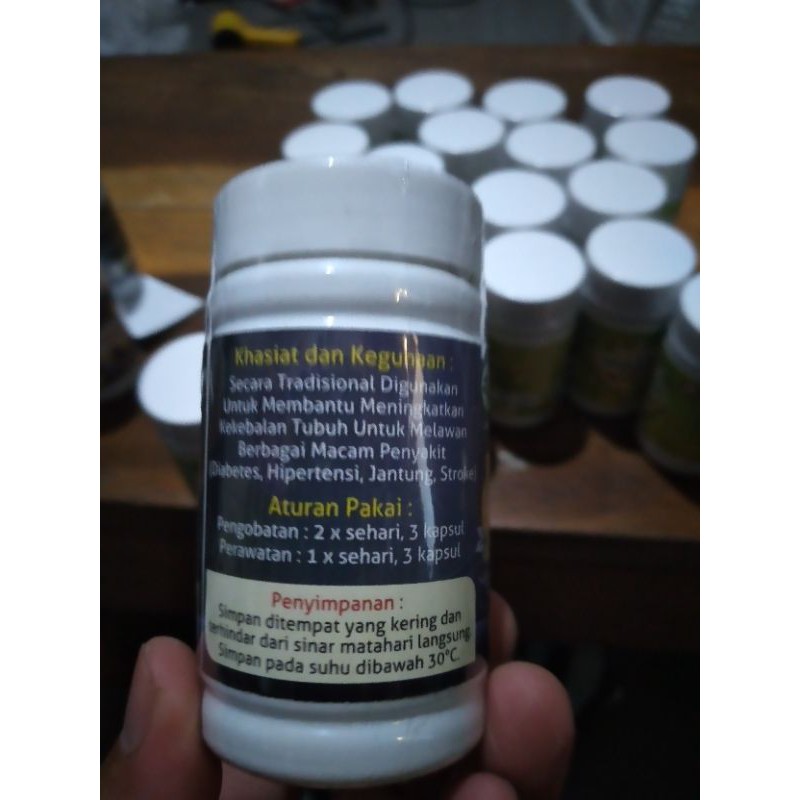 Khasiat dan Kegunaan :
Secara Tradisional Digunakan
Untuk Membantu Meningkatkan
Kekebalan Tubuh Untuk Melawan
Berbagai Macam Penyakit
(Diabetes, Hipertensi, Jantung, Stroke)
Aturan Pakai :
Pengobatan : 2 x sehari, 3 kapsul
Perawatan : 1 x sehari, 3 kapsul
Penyimpanan :
Simpan ditempat yang kering dan
terhindar dari sinar matahari langsung.
Simpan pada suhu dibawah 30°C.